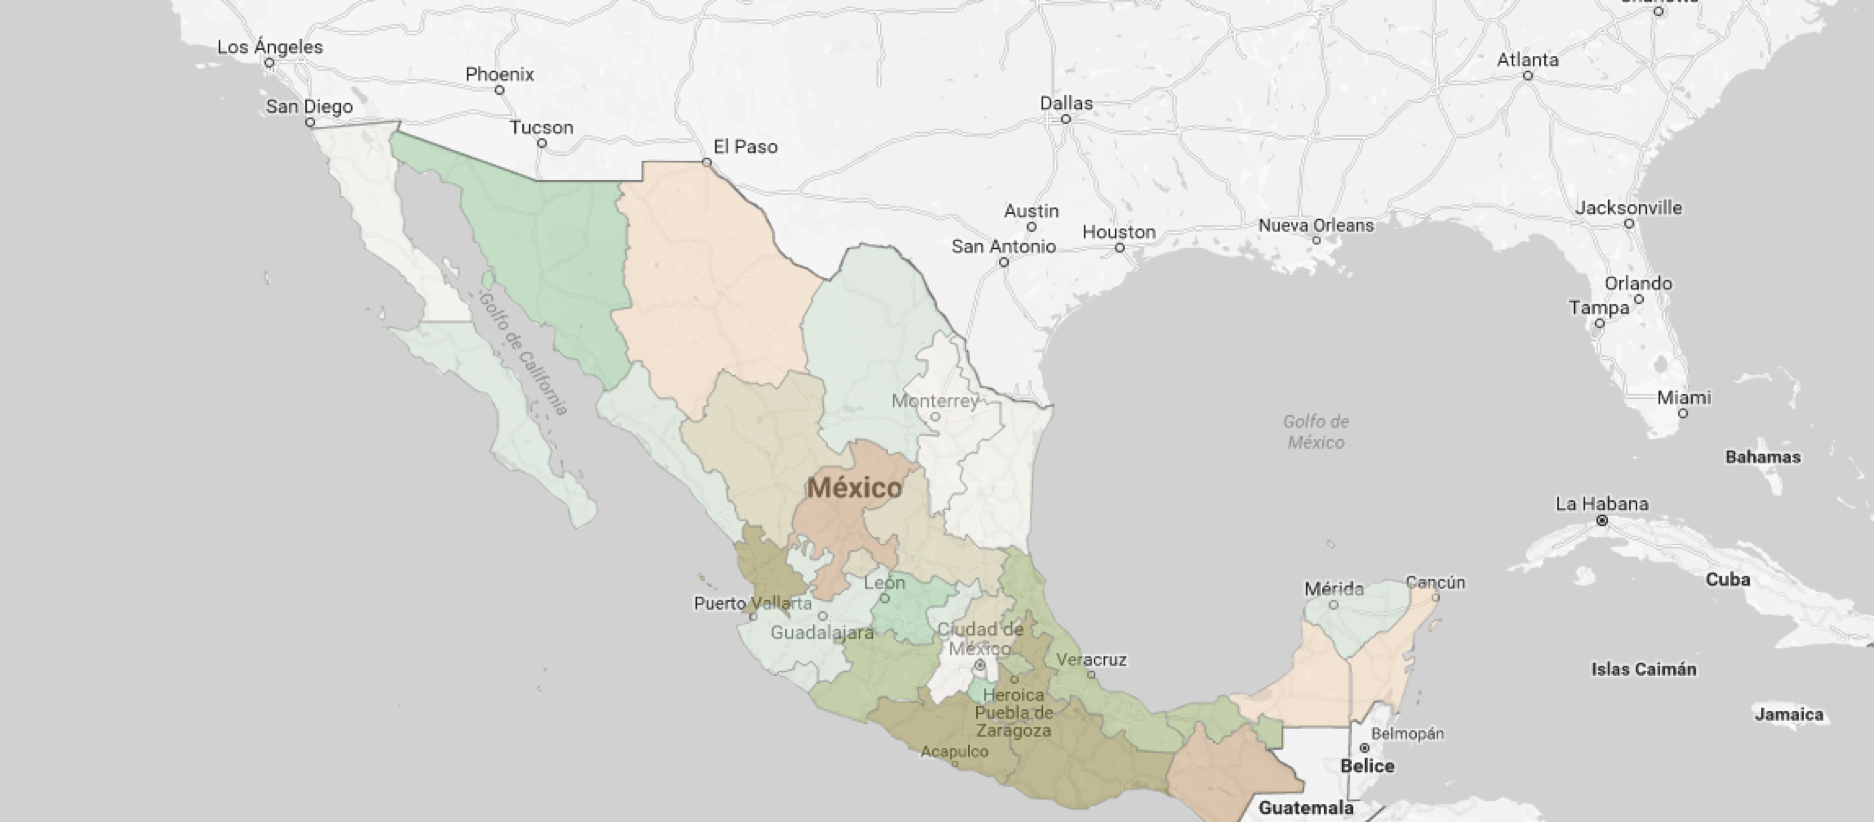 Los Ángeles
Phoenix
San Diego
Tucson
El Paso
Dallas
Atlanta
Austin
San Antonio
Houston
Nueva Orleans
Jacksonville
Orlando
Tampa
Miami
Golfo de California
Monterrey
Golfo de
México
Bahamas
México
La Habana
Cuba
León
Mérida
Cancún
Puerto Vallarta
Guadalajara
Ciudad de
México
Veracruz
Islas Caimán
Heroica
Puebla de
Zaragoza
Jamaica
Acapulco
Belmopán
Belice
Guatemala